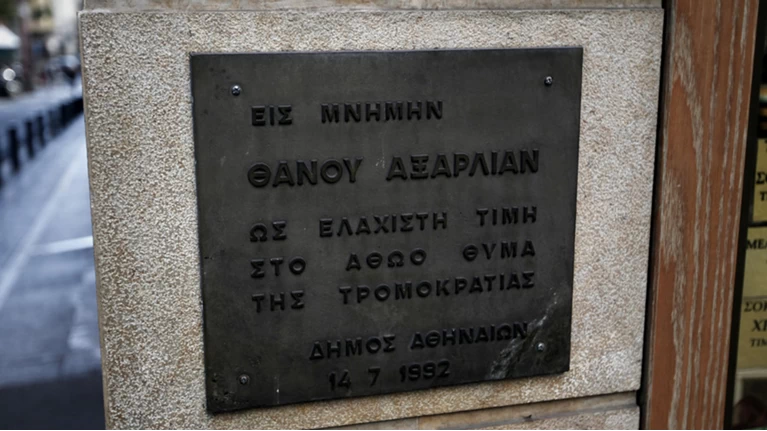 ΕΙΣ ΜΝΗΜΗΝ
ΘΑΝΟΥ ΑΞΑΡΛΙΑΝ
ΩΣ ΕΛΑΧΙΣΤΗ ΤΙΜΗ
ΣΤΟ ΑΘΩΟ ΘΥΜΑ
ΤΗΣ ΤΡΟΜΟΚΡΑΤΙΑΣ
ΔΗΜΟΣ ΑΘΗΝΑΙΩΝ
14 7 1992